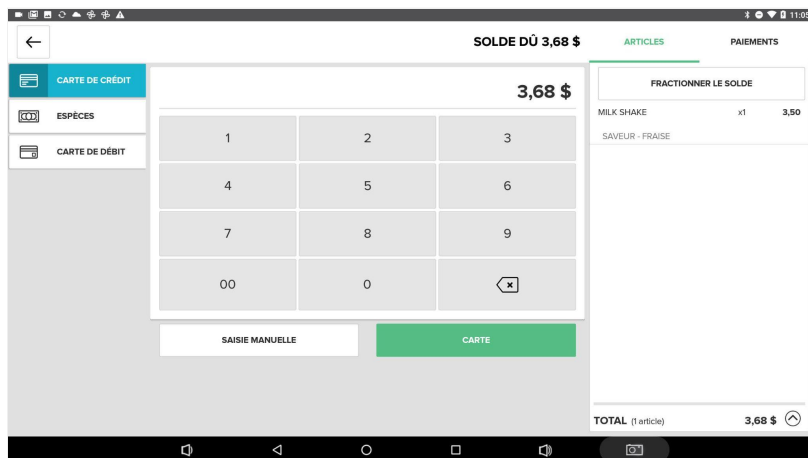 11:05
SOLDE DÛ 3,68 $
ARTICLES
PAIEMENTS
CARTE DE CRÉDIT
ESPÈCES
CARTE DE DÉBIT
3,68 $
1 2 3
4 5 6
7 8 9
00 0
SAISIE MANUELLE
CARTE
FRACTIONNER LE SOLDE
MILK SHAKE x1 3,50
SAVEUR - FRAISE
TOTAL (1 article) 3,68 $